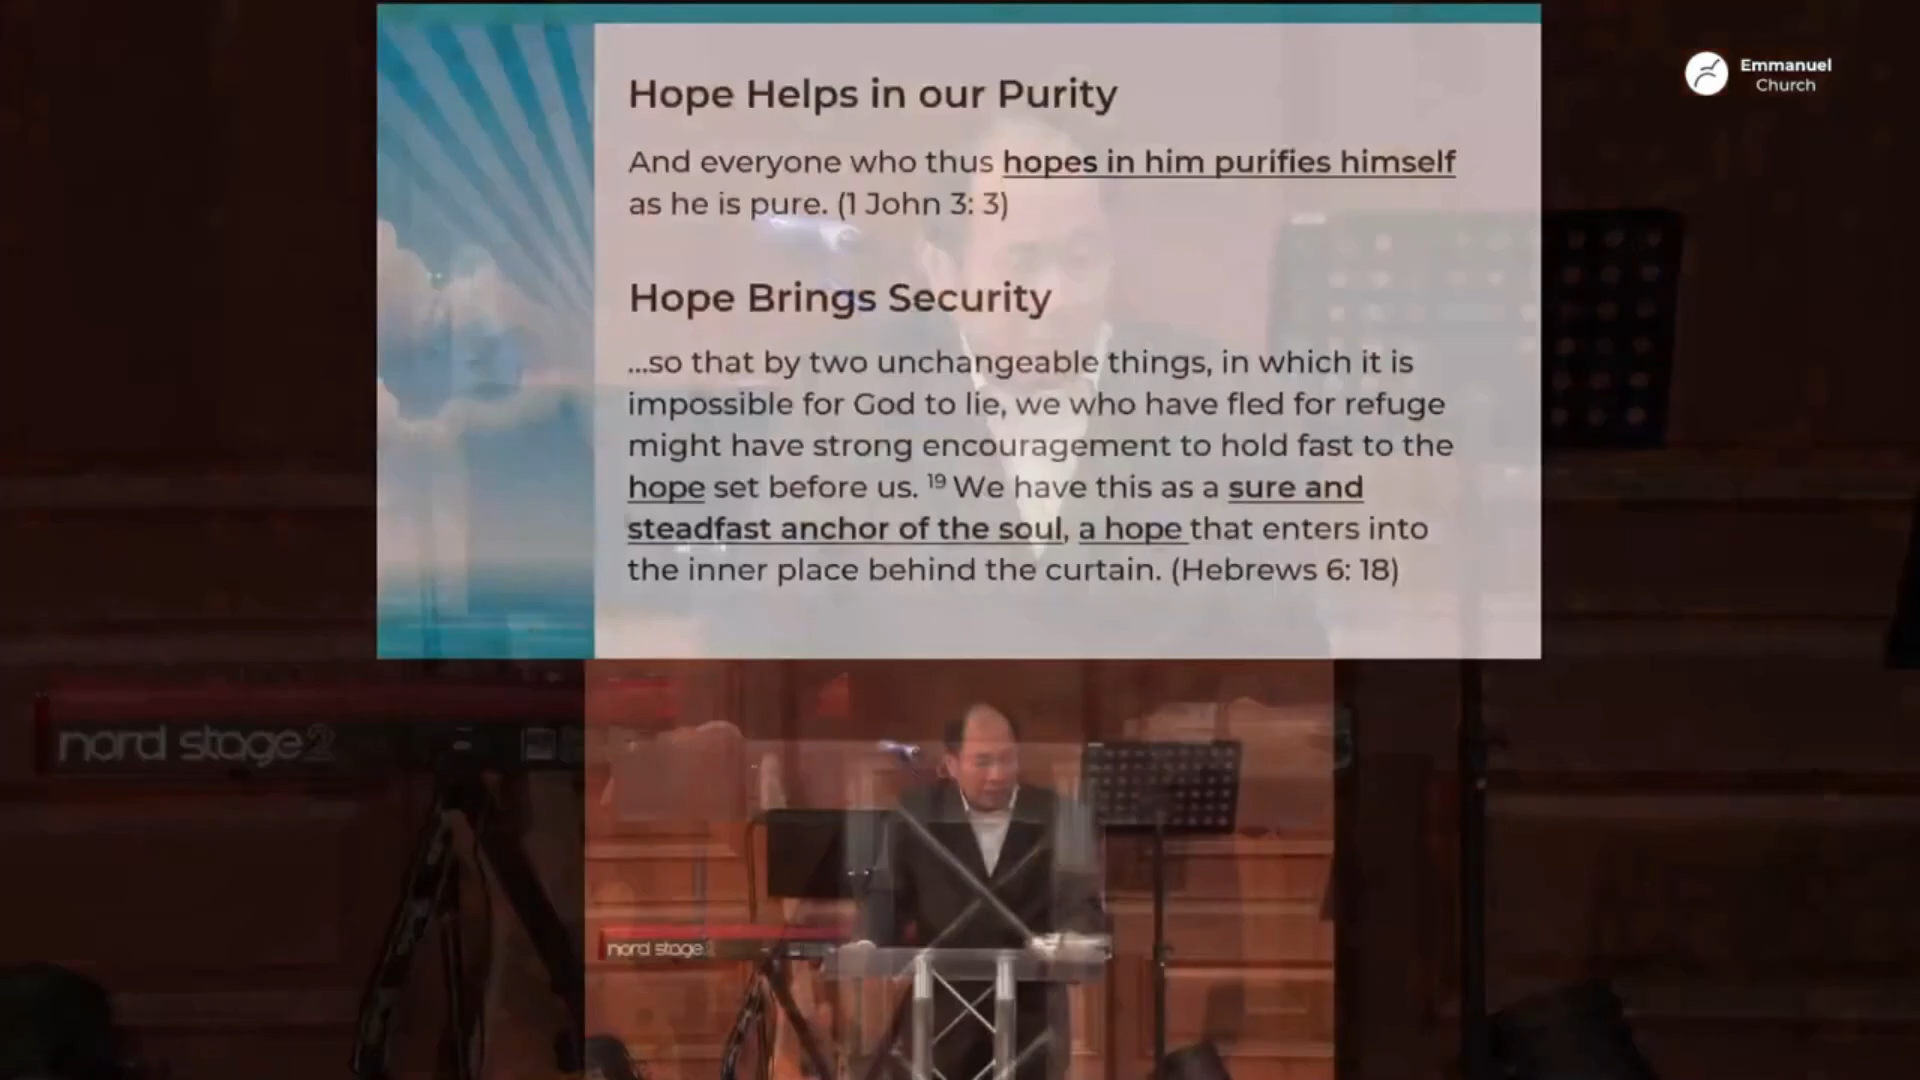 Hope Helps in our Purity
And everyone who thus hopes in him purifies himself
as he is pure. (1 John 3: 3)
Hope Brings Security
...so that by two unchangeable things, in which it is
impossible for God to lie, we who have fled for refuge
might have strong encouragement to hold fast to the
hope set before us. ¹⁹ We have this as a sure and
steadfast anchor of the soul, a hope that enters into
the inner place behind the curtain. (Hebrews 6: 18)
Emmanuel
Church
nord stage 2
nord stage